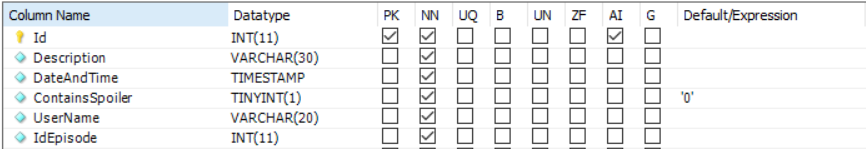 Column Name Datatype PK NN UQ B UN ZF AI G Default/Expression
Id INT(11)
Description VARCHAR(30)
DateAndTime TIMESTAMP
ContainsSpoiler TINYINT(1) '0'
UserName VARCHAR(20)
IdEpisode INT(11)